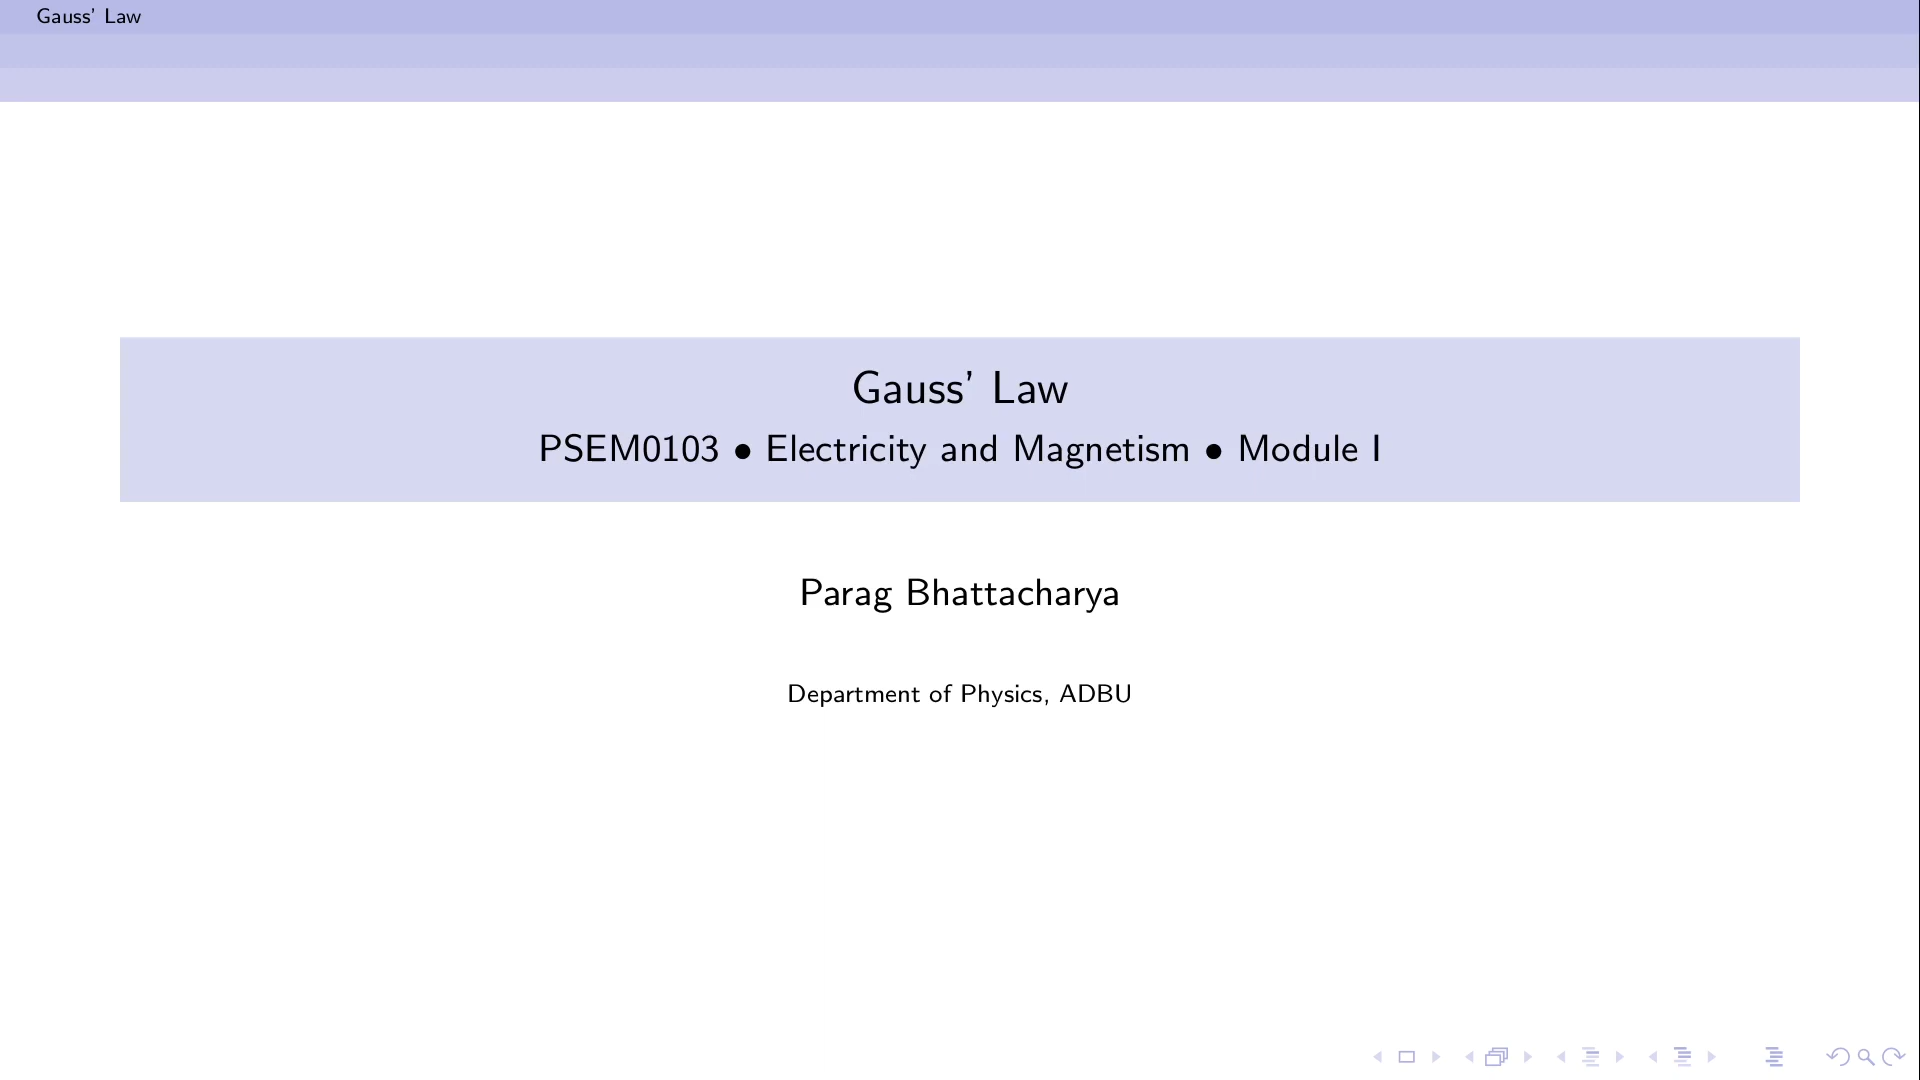 Gauss' Law
Gauss' Law
PSEM0103 • Electricity and Magnetism • Module I
Parag Bhattacharya
Department of Physics, ADBU